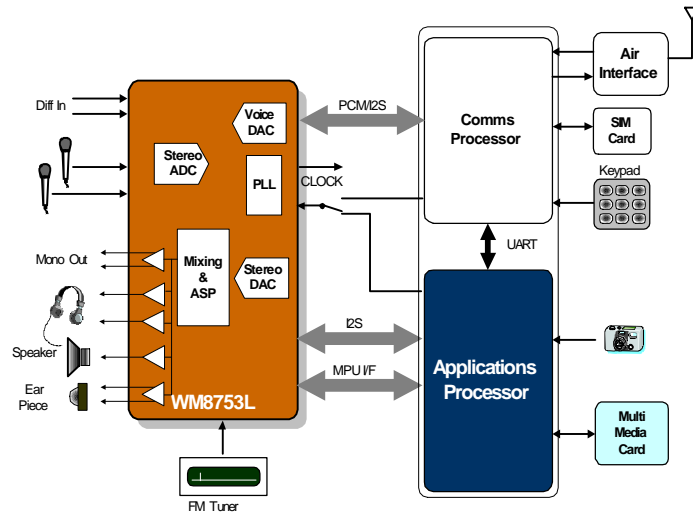 Diff In
Voice
DAC
Stereo
ADC
PLL
CLOCK
PCM/I2S
Comms
Processor
Air
Interface
SIM
Card
Keypad
UART
Mono Out
Mixing
&
ASP
Stereo
DAC
Speaker
Ear
Piece
I2S
MPU I/F
WM8753L
Applications
Processor
Multi
Media
Card
FM Tuner